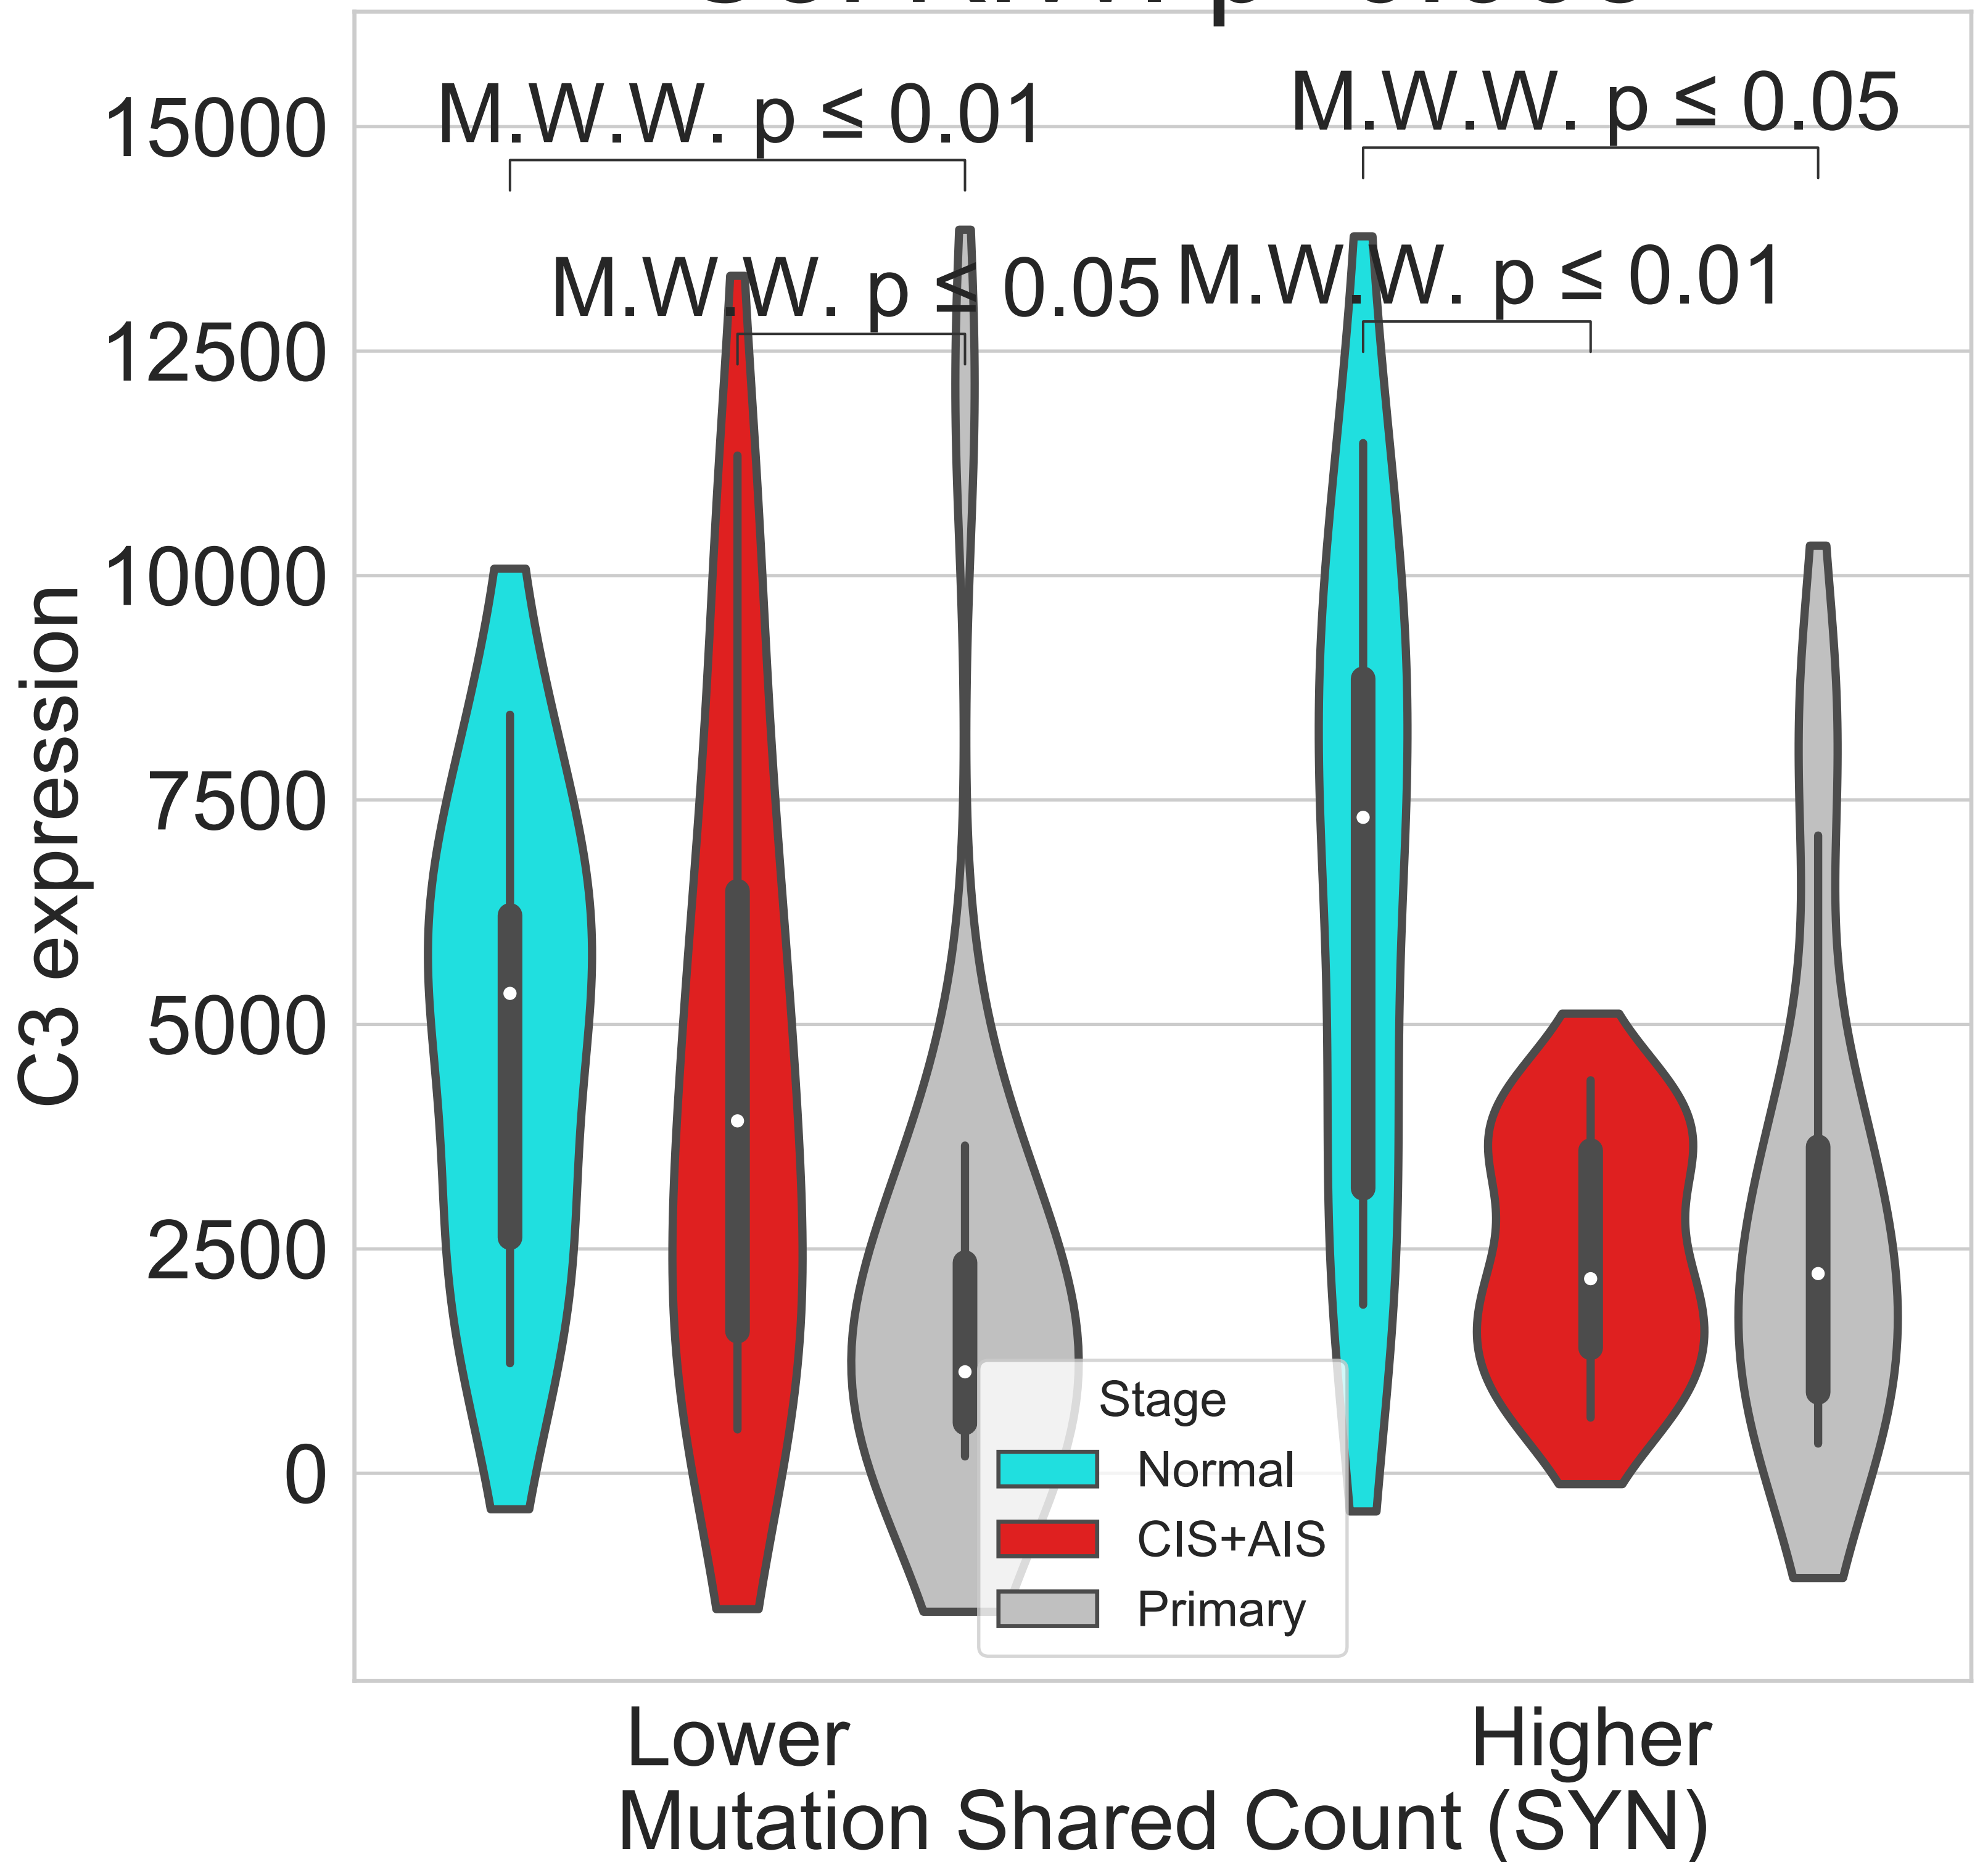 M.W.W. p ≤ 0.01
M.W.W. p ≤ 0.05
M.W.W. p ≤ 0.05
M.W.W. p ≤ 0.01
15000
12500
10000
7500
5000
2500
0
C3 expression
Stage
Normal
CIS+AIS
Primary
Lower
Higher
Mutation Shared Count (SYN)